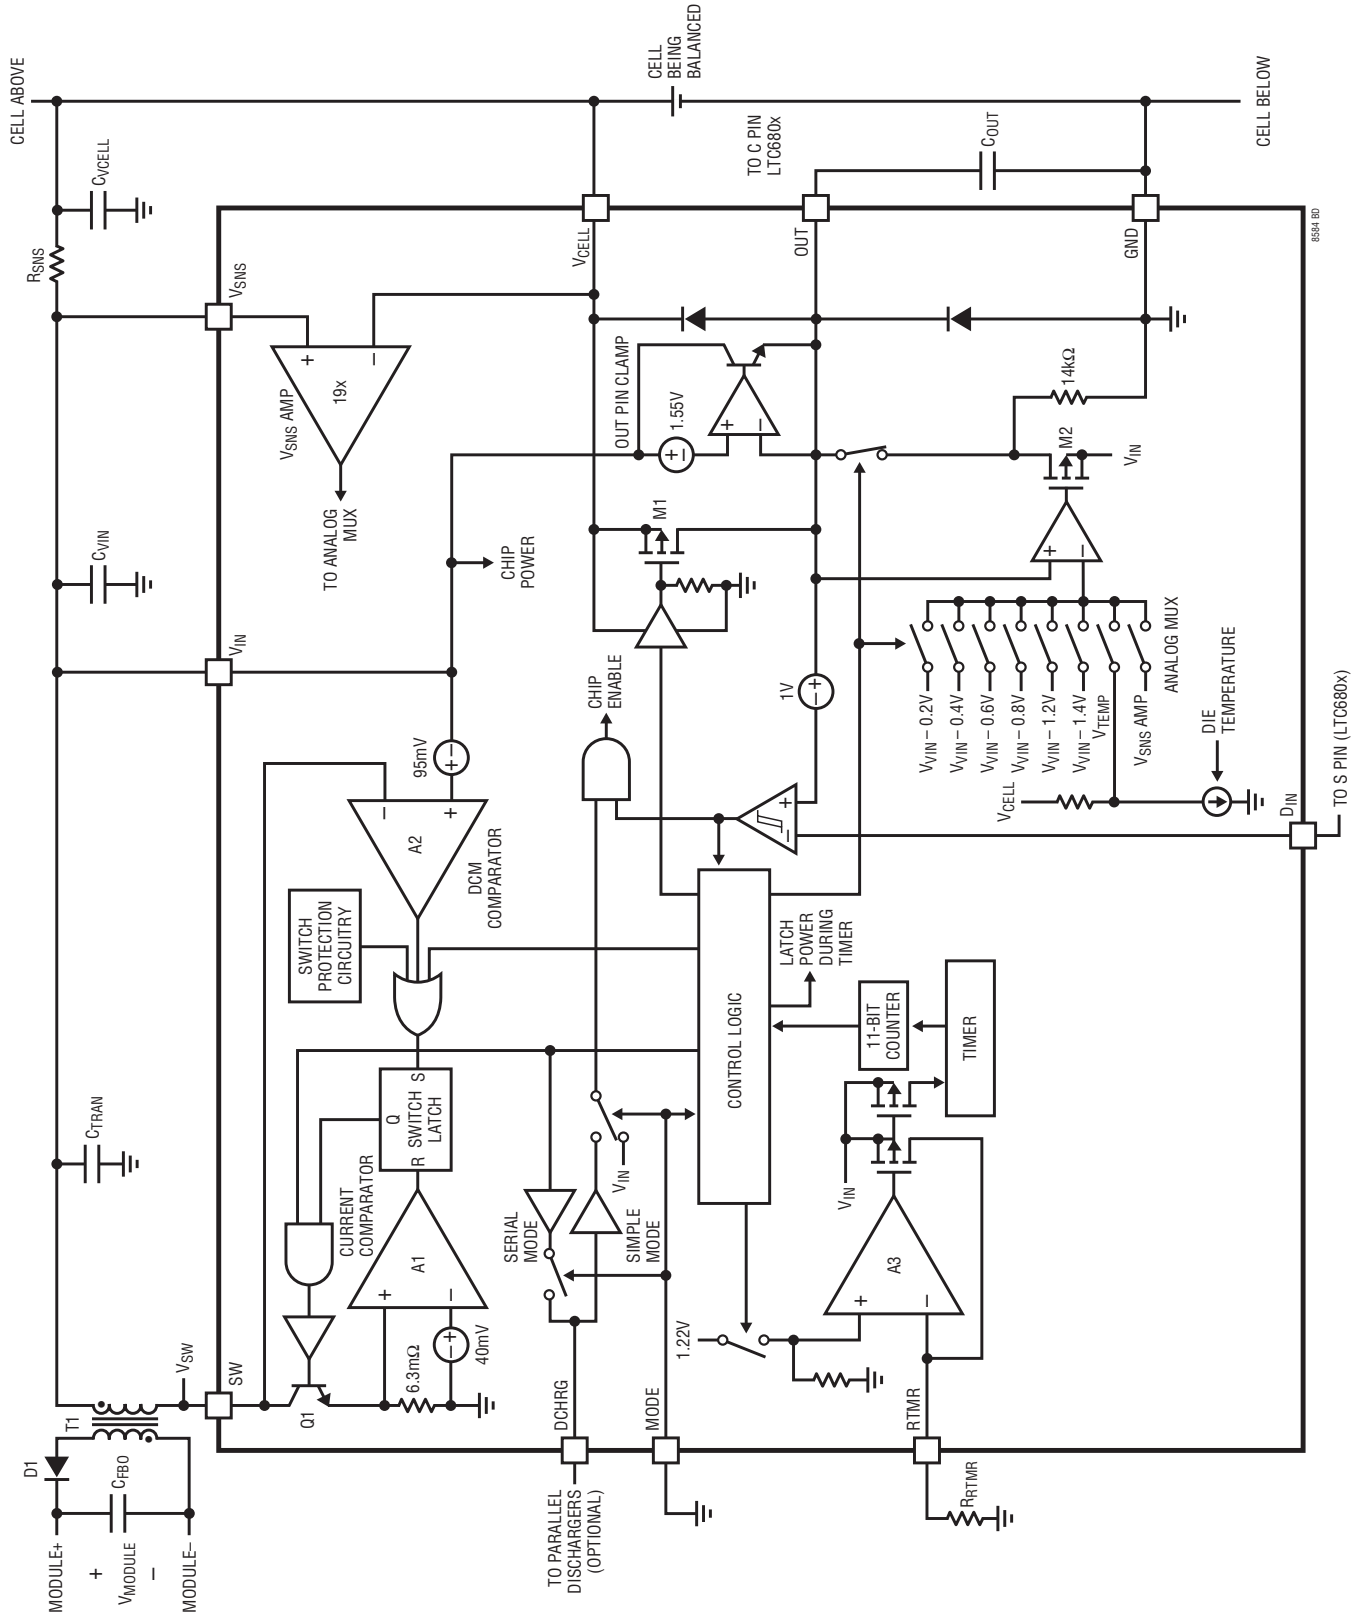 CELL ABOVE
CVCELL
RSNS
CVIN
CTRAN
T1
VSW
D1
CFBO
MODULE+
+
VMODULE
–
MODULE–
VSNS
VIN
SW
VSNS AMP
19x
+
–
TO ANALOG
MUX
CHIP
POWER
95mV
+
–
A2
–
+
DCM
COMPARATOR
SWITCH
PROTECTION
CIRCUITRY
Q
R
S
SWITCH
LATCH
CURRENT
COMPARATOR
A1
+
–
Q1
6.3mΩ
40mV
–
+
CELL
BEING
BALANCED
TO C PIN
LTC680x
COUT
CELL BELOW
VCELL
OUT
GND
OUT PIN CLAMP
1.55V
+
–
+
–
14kΩ
M2
VIN
+
–
M1
CHIP
ENABLE
1V
–
+
–
+
VVIN – 0.2V
VVIN – 0.4V
VVIN – 0.6V
VVIN – 0.8V
VVIN – 1.2V
VVIN – 1.4V
VTEMP
VSNS AMP
ANALOG MUX
VCELL
DIE
TEMPERATURE
DIN
TO S PIN (LTC680x)
CONTROL LOGIC
LATCH
POWER
DURING
TIMER
11-BIT
COUNTER
TIMER
SERIAL
MODE
SIMPLE
MODE
VIN
VIN
A3
+
–
1.22V
DCHRG
MODE
RTMR
TO PARALLEL
DISCHARGERS
(OPTIONAL)
RRTMR
8584 BD